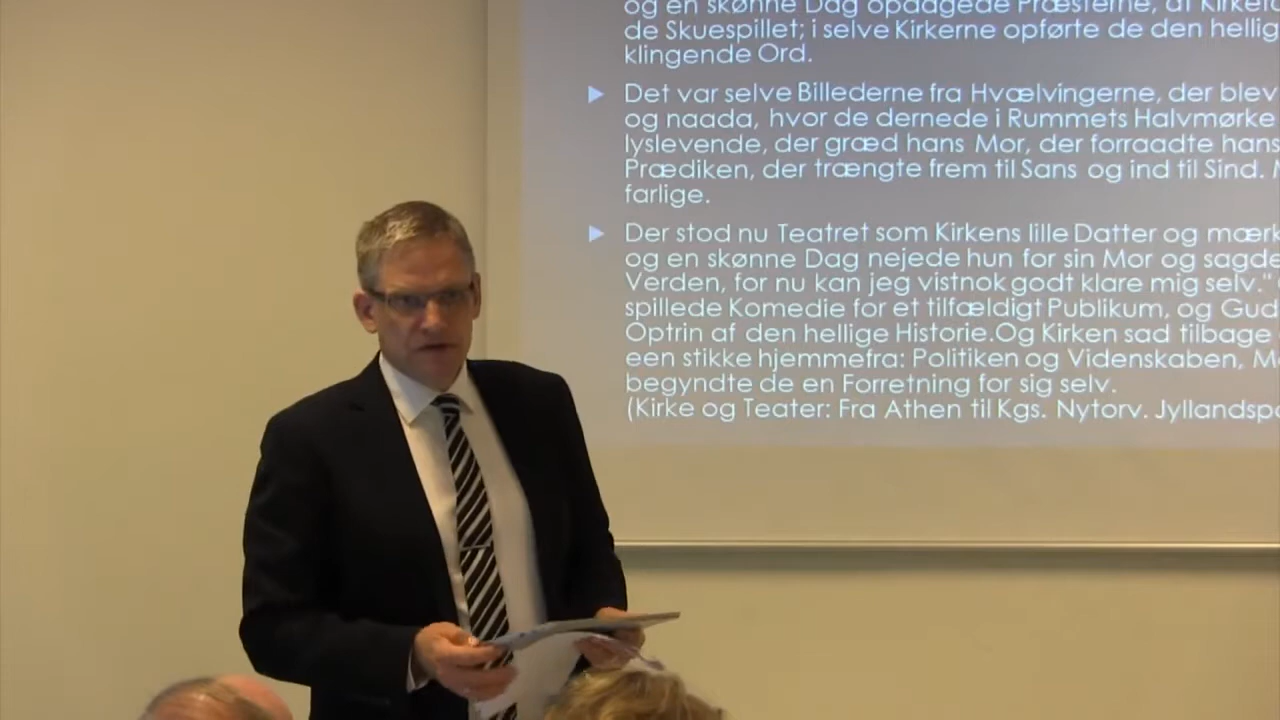 og en skønne Dag opdagede Præsterne, at
de Skuespillet; i selve Kirkerne opførte de den hellig
klingende Ord.
Det var selve Billederne fra Hvælvingerne, der blev
og naada, hvor de dernede i Rummets Halvmørke
lyslevende, der græd hans Mor, der forraadte hans
Prædiken, der trængte frem til Sans og ind til Sind.
farlige.
Der stod nu Teatret som Kirkens lille Datter og mærk
og en skønne Dag nejede hun for sin Mor og sagde
Verden, for nu kan jeg vistnok godt klare mig selv."
spillede Komedie for et tilfældigt Publikum, og Gud
Optrin af den hellige Historie.Og Kirken sad tilbage
een stikke hjemmefra: Politiken og Videnskaben,
begyndte de en Forretning for sig selv.
(Kirke og Teater: Fra Athen til Kgs. Nytorv. Jyllandspo